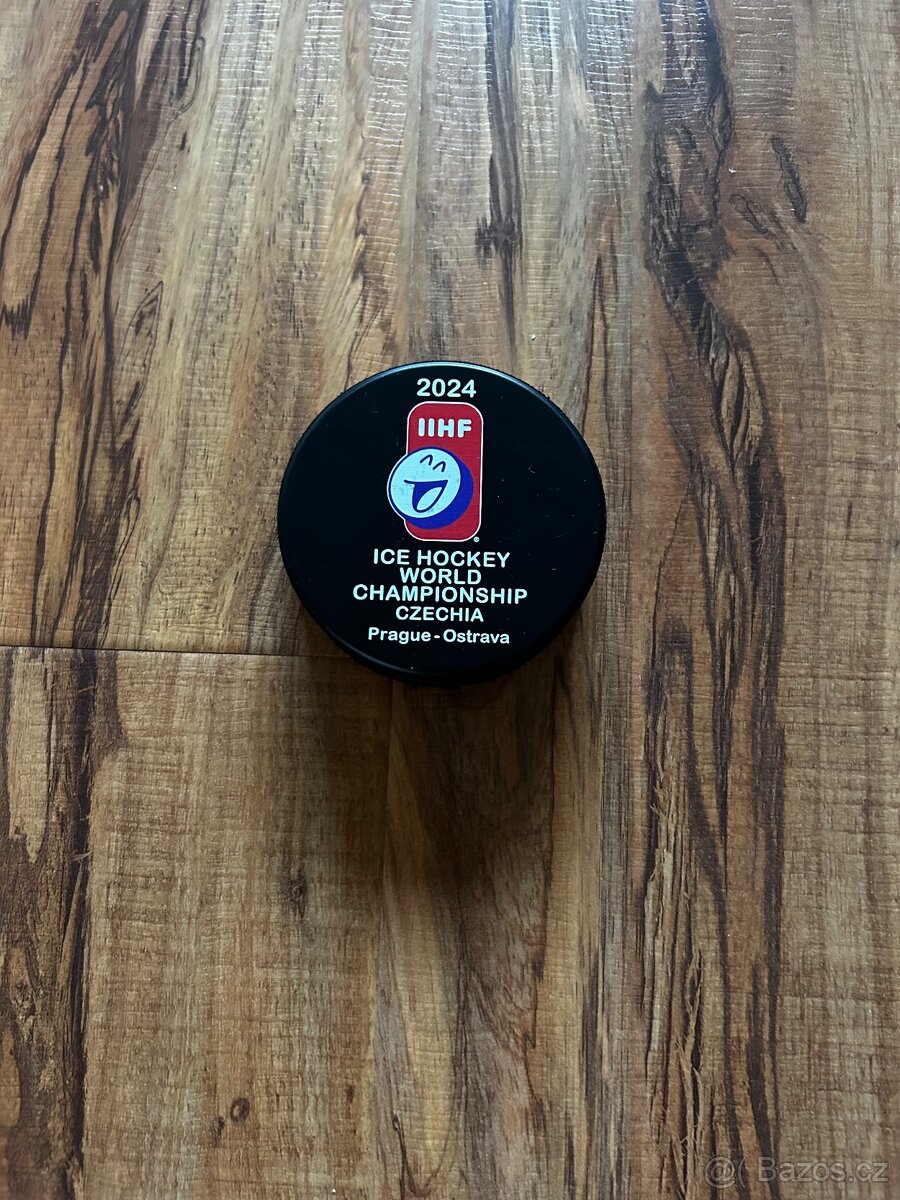 2024
IIHF
®
ICE HOCKEY
WORLD
CHAMPIONSHIP
CZECHIA
Prague - Ostrava
@( Bazos.cz